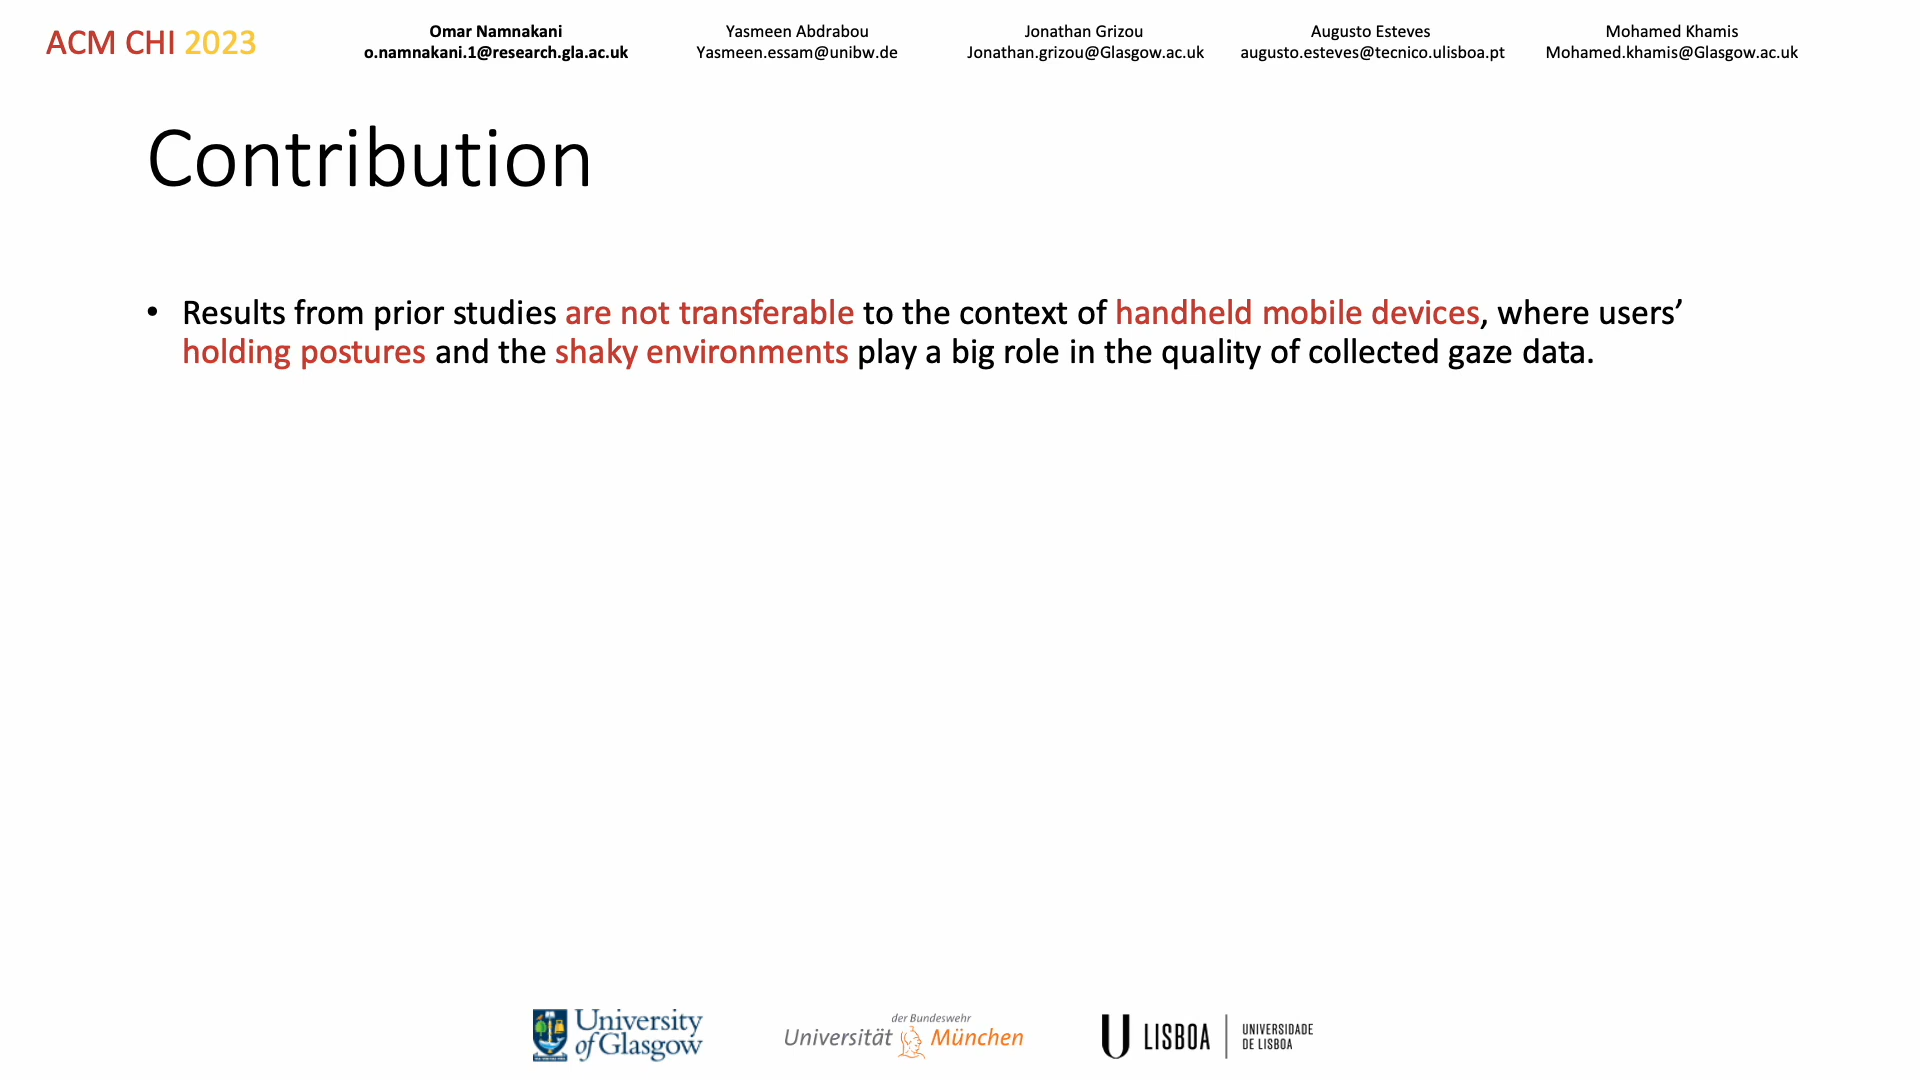 ACM CHI 2023
Omar Namnakani
o.namnakani.1@research.gla.ac.uk
Yasmeen Abdrabou
Yasmeen.essam@unibw.de
Jonathan Grizou
Jonathan.grizou@Glasgow.ac.uk
Augusto Esteves
augusto.esteves@tecnico.ulisboa.pt
Mohamed Khamis
Mohamed.khamis@Glasgow.ac.uk
Contribution
• Results from prior studies are not transferable to the context of handheld mobile devices, where users’
holding postures and the shaky environments play a big role in the quality of collected gaze data.
University
of Glasgow
der Bundeswehr
Universität München
U LISBOA
UNIVERSIDADE
DE LISBOA